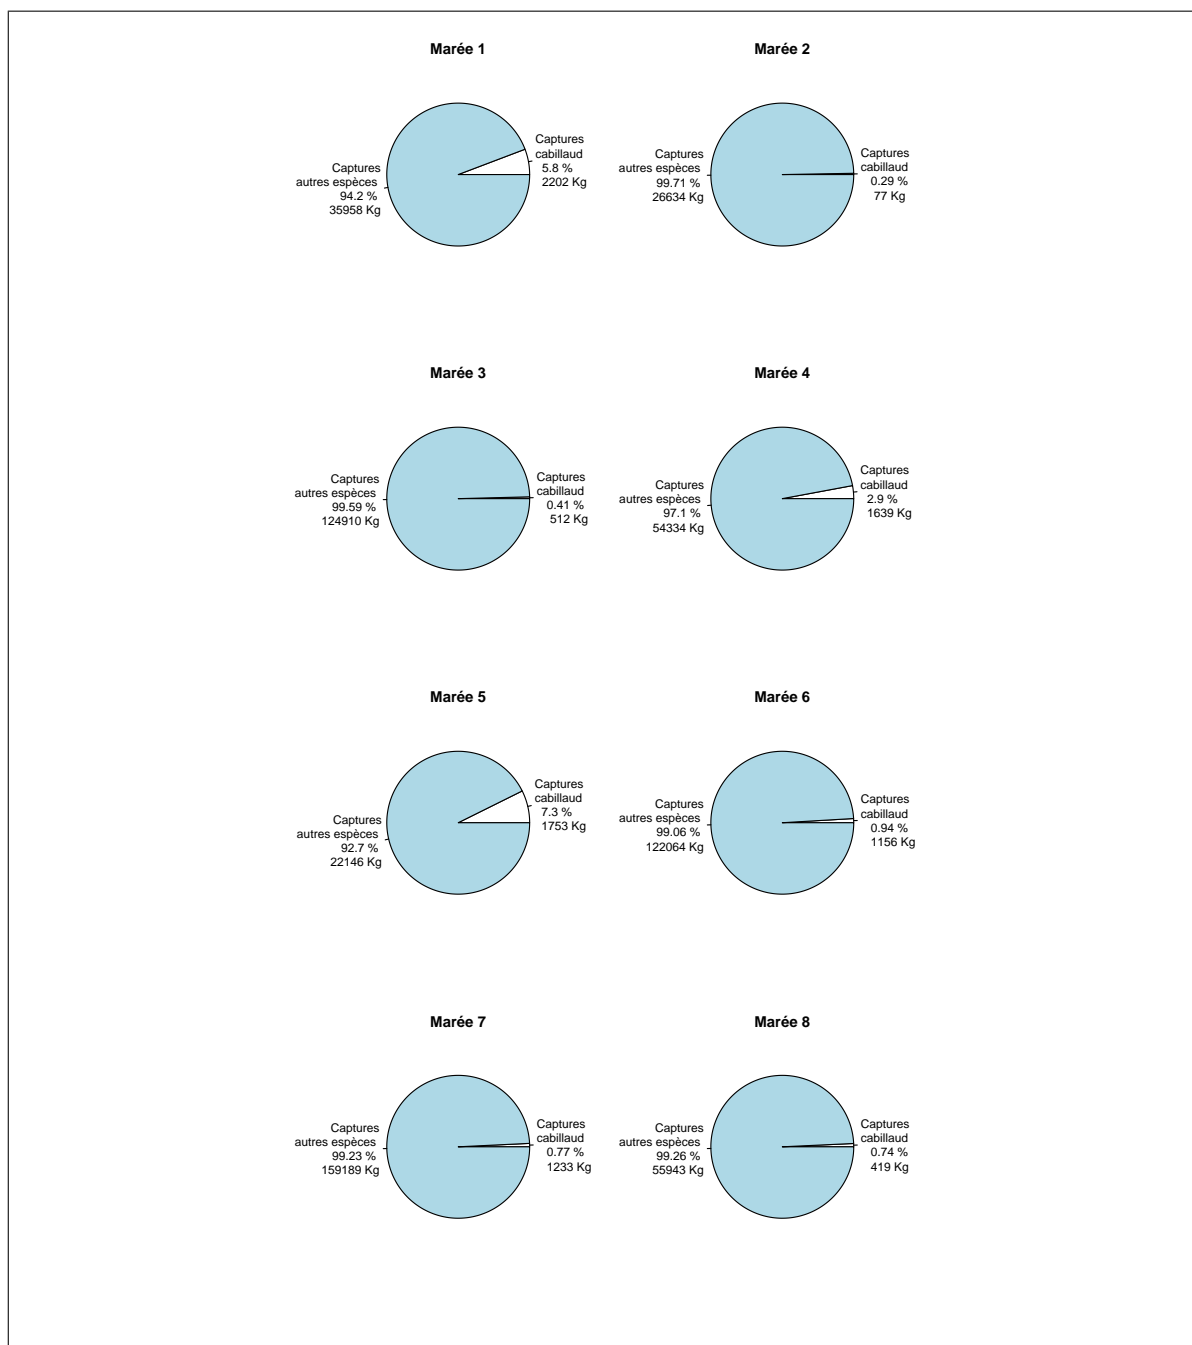 Marée 1
Captures
autres espèces
94.2 %
35958 Kg
Captures
cabillaud
5.8 %
2202 Kg
Marée 2
Captures
autres espèces
99.71 %
26634 Kg
Captures
cabillaud
0.29 %
77 Kg
Marée 3
Captures
autres espèces
99.59 %
124910 Kg
Captures
cabillaud
0.41 %
512 Kg
Marée 4
Captures
autres espèces
97.1 %
54334 Kg
Captures
cabillaud
2.9 %
1639 Kg
Marée 5
Captures
autres espèces
92.7 %
22146 Kg
Captures
cabillaud
7.3 %
1753 Kg
Marée 6
Captures
autres espèces
99.06 %
122064 Kg
Captures
cabillaud
0.94 %
1156 Kg
Marée 7
Captures
autres espèces
99.23 %
159189 Kg
Captures
cabillaud
0.77 %
1233 Kg
Marée 8
Captures
autres espèces
99.26 %
55943 Kg
Captures
cabillaud
0.74 %
419 Kg